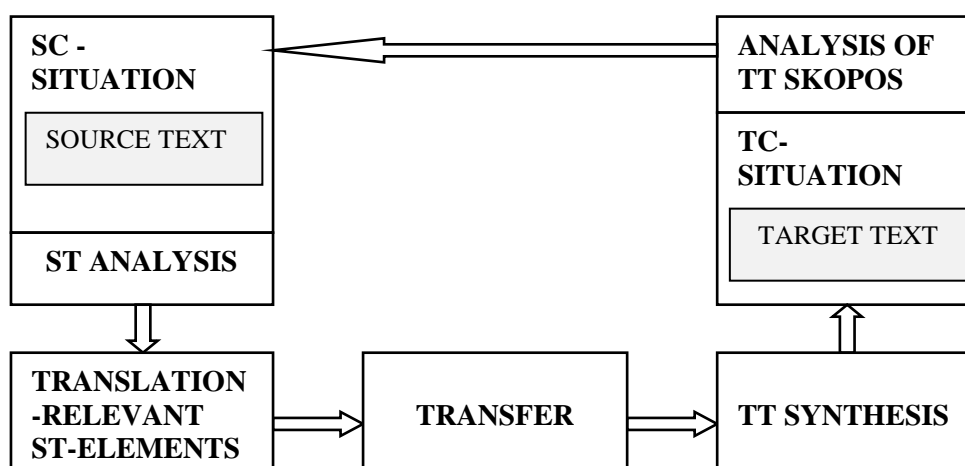 SC -
SITUATION
SOURCE TEXT
ST ANALYSIS
ANALYSIS OF
TT SKOPOS
TC-
SITUATION
TARGET TEXT
TRANSLATION
-RELEVANT
ST-ELEMENTS
TRANSFER
TT SYNTHESIS